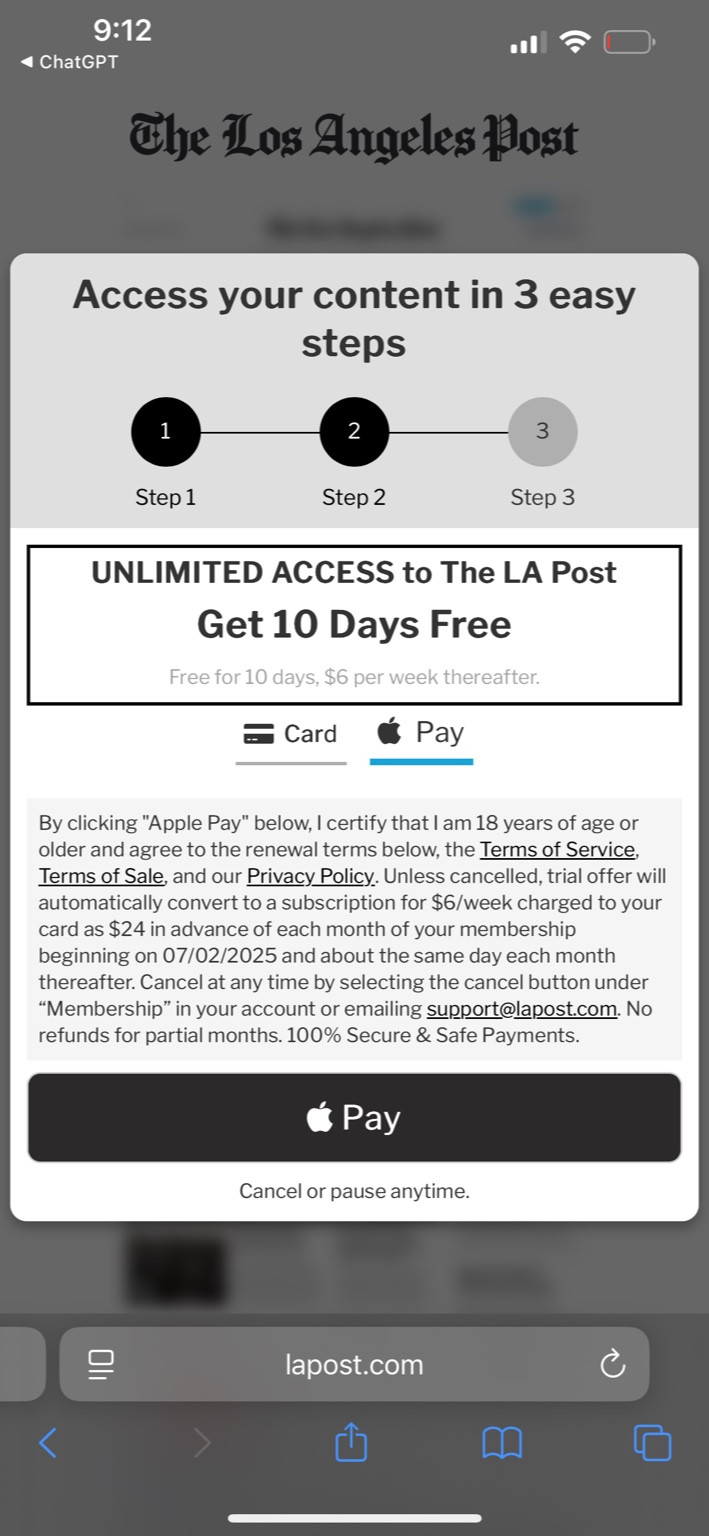 9:12
◀ ChatGPT
The Los Angeles Post
Access your content in 3 easy
steps
1
2
3
Step 1
Step 2
Step 3
UNLIMITED ACCESS to The LA Post
Get 10 Days Free
Free for 10 days, $6 per week thereafter.
Card
Pay
By clicking "Apple Pay" below, I certify that I am 18 years of age or
older and agree to the renewal terms below, the Terms of Service,
Terms of Sale, and our Privacy Policy. Unless cancelled, trial offer will
automatically convert to a subscription for $6/week charged to your
card as $24 in advance of each month of your membership
beginning on 07/02/2025 and about the same day each month
thereafter. Cancel at any time by selecting the cancel button under
“Membership” in your account or emailing support@lapost.com. No
refunds for partial months. 100% Secure & Safe Payments.
Pay
Cancel or pause anytime.
lapost.com